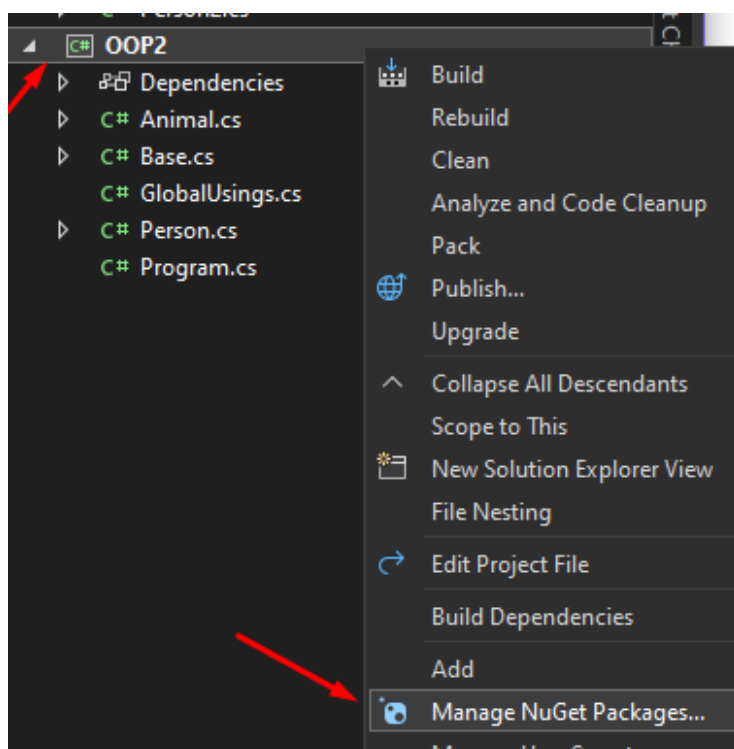 C# OOP2
Dependencies
C# Animal.cs
C# Base.cs
C# GlobalUsings.cs
C# Person.cs
C# Program.cs
Build
Rebuild
Clean
Analyze and Code Cleanup
Pack
Publish...
Upgrade
Collapse All Descendants
Scope to This
New Solution Explorer View
File Nesting
Edit Project File
Build Dependencies
Add
Manage NuGet Packages...